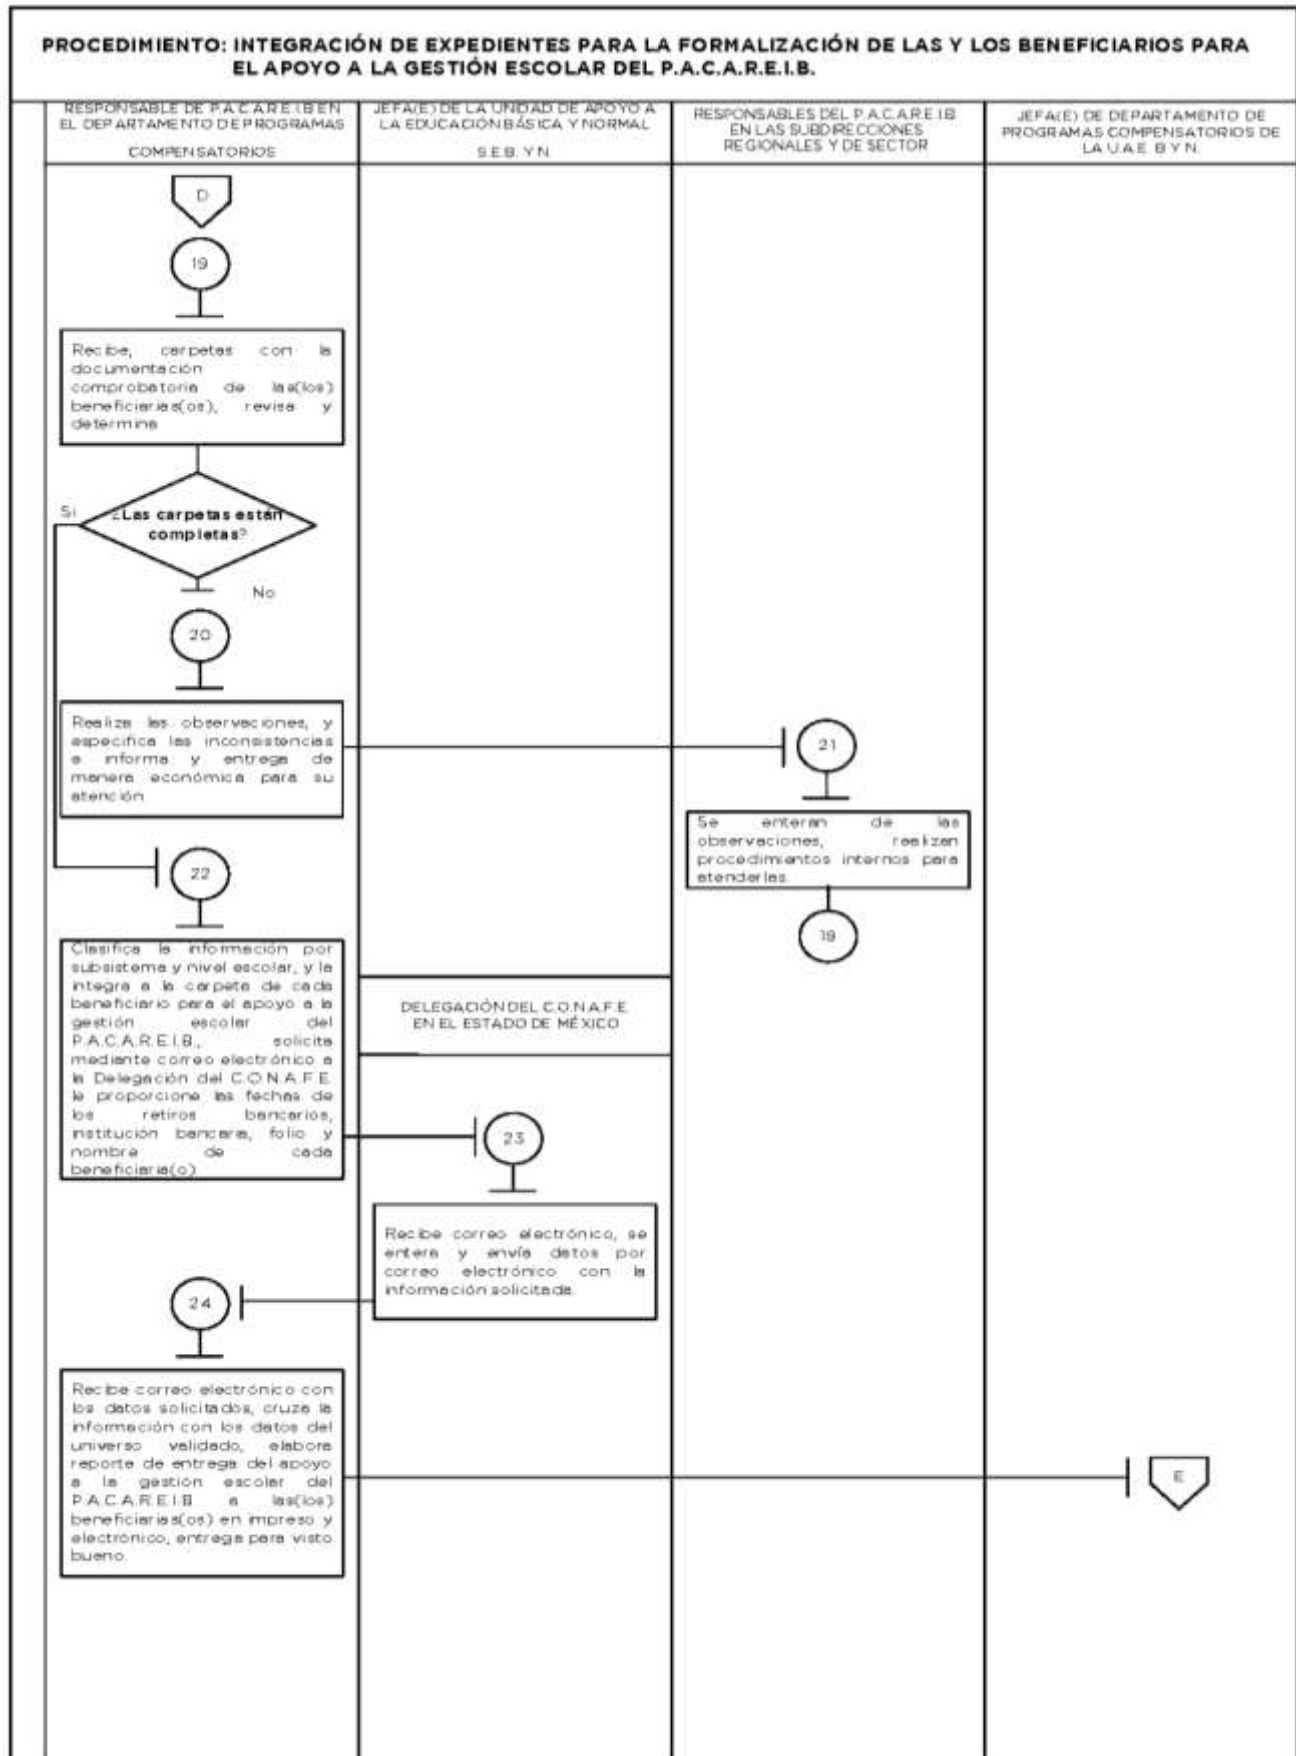 PROCEDIMIENTO: INTEGRACIÓN DE EXPEDIENTES PARA LA FORMALIZACIÓN DE LAS Y LOS BENEFICIARIOS PARA
EL APOYO A LA GESTIÓN ESCOLAR DEL P.A.C.A.R.E.I.B.
RESPONSABLE DE P.A.C.A.R.E.I.B EN
EL DEPARTAMENTO DE PROGRAMAS
COMPENSATORIOS
JEFA(E) DE LA UNIDAD DE APOYO A
LA EDUCACIÓN BÁSICA Y NORMAL
S.E.B. Y N.
RESPONSABLES DEL P.A.C.A.R.E.I.B
EN LAS SUBDIRECCIONES
REGIONALES Y DE SECTOR
JEFA(E) DE DEPARTAMENTO DE
PROGRAMAS COMPENSATORIOS DE
LA U.A.E. B Y N.
D
19
Recibe, carpetas con la
documentación
comprobatoria de las(los)
beneficiarias(os), revisa y
determina
Si
¿Las carpetas están
completas?
No
20
Realiza las observaciones, y
especifica las inconsistencias
e informa y entrega de
manera económica para su
atención.
21
Se enteran de las
observaciones, realizan
procedimientos internos para
atenderlas.
19
22
Clasifica la información por
subsistema y nivel escolar, y la
integra a la carpeta de cada
beneficiario para el apoyo a la
gestión escolar del
P.A.C.A.R.E.I.B., solicita
mediante correo electrónico a
la Delegación del C.O.N.A.F.E.
le proporcione las fechas de
los retiros bancarios,
institución bancaria, folio y
nombre de cada
beneficiaria(o)
DELEGACIÓN DEL C.O.N.A.F.E
EN EL ESTADO DE MÉXICO
23
Recibe correo electrónico, se
entera y envía datos por
correo electrónico con la
información solicitada.
24
Recibe correo electrónico con
los datos solicitados, cruza la
información con los datos del
universo validado, elabora
reporte de entrega del apoyo
a la gestión escolar del
P.A.C.A.R.E.I.B a las(los)
beneficiarias(os) en impreso y
electrónico, entrega para visto
bueno.
E